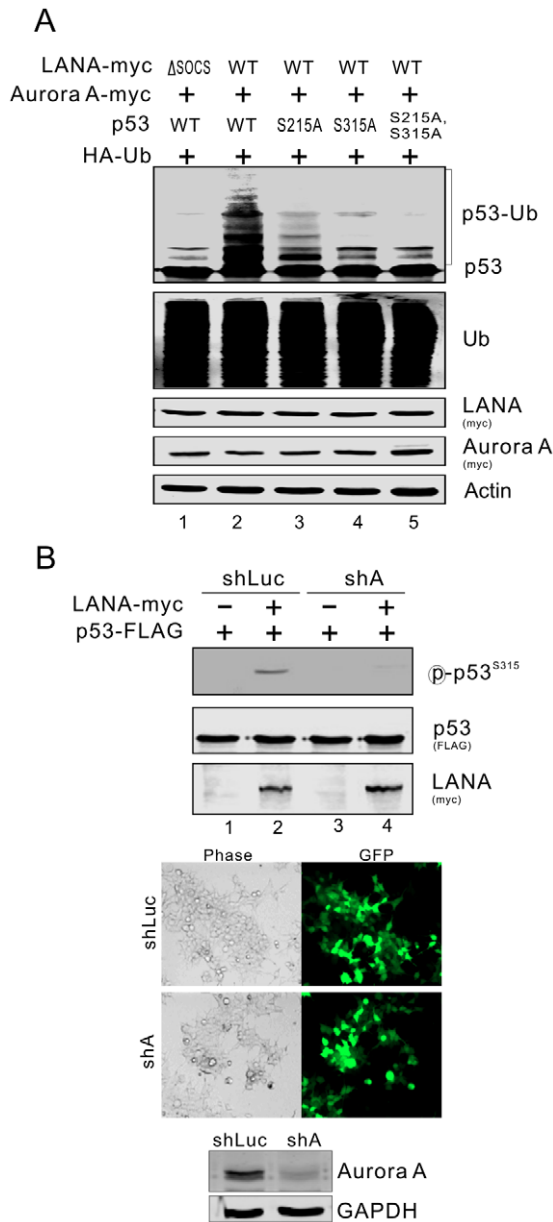 A
LANA-myc ΔSOCS WT WT WT WT
Aurora A-myc + + + + +
p53 WT WT S215A S315A S215A, S315A
HA-Ub + + + + +
p53-Ub
p53
Ub
LANA
(myc)
Aurora A
(myc)
Actin
1 2 3 4 5
B
shLuc shA
LANA-myc − + − +
p53-FLAG + + + +
p-p53S315
p53
(FLAG)
LANA
(myc)
1 2 3 4
Phase GFP
shLuc
shA
shLuc shA
Aurora A
GAPDH